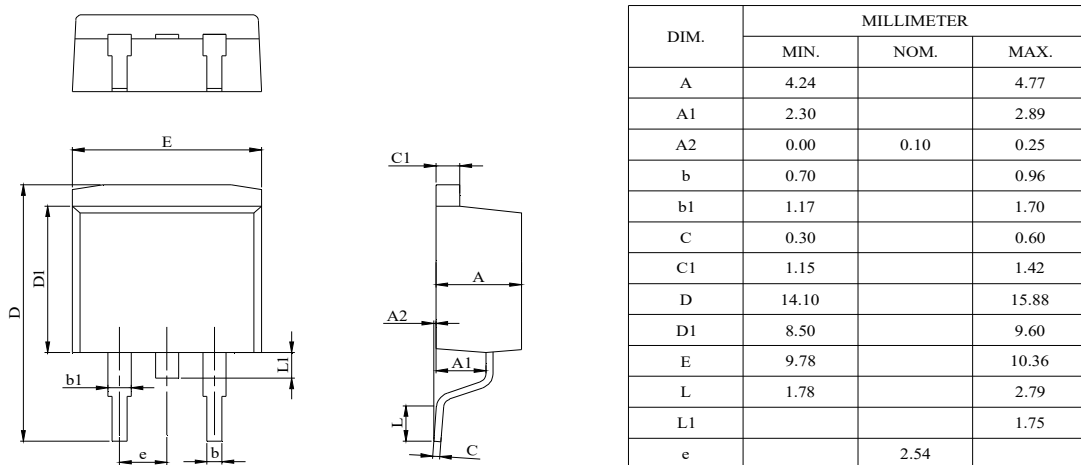 E
D
D1
L1
b1
e
b
C1
A
A2
A1
L
C
DIM. MILLIMETER
MIN. NOM. MAX.
A 4.24 4.77
A1 2.30 2.89
A2 0.00 0.10 0.25
b 0.70 0.96
b1 1.17 1.70
C 0.30 0.60
C1 1.15 1.42
D 14.10 15.88
D1 8.50 9.60
E 9.78 10.36
L 1.78 2.79
L1 1.75
e 2.54